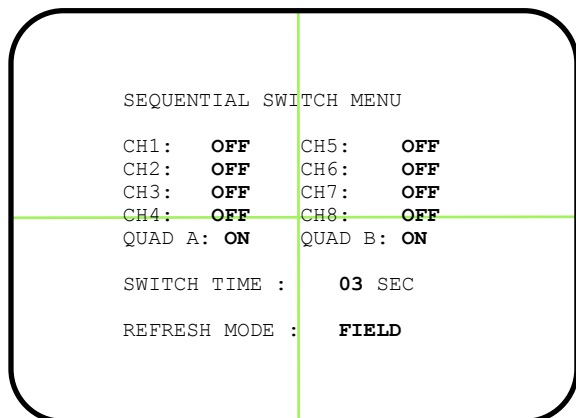 SEQUENTIAL SWITCH MENU
CH1: OFF CH5: OFF
CH2: OFF CH6: OFF
CH3: OFF CH7: OFF
CH4: OFF CH8: OFF
QUAD A: ON QUAD B: ON
SWITCH TIME : 03 SEC
REFRESH MODE : FIELD